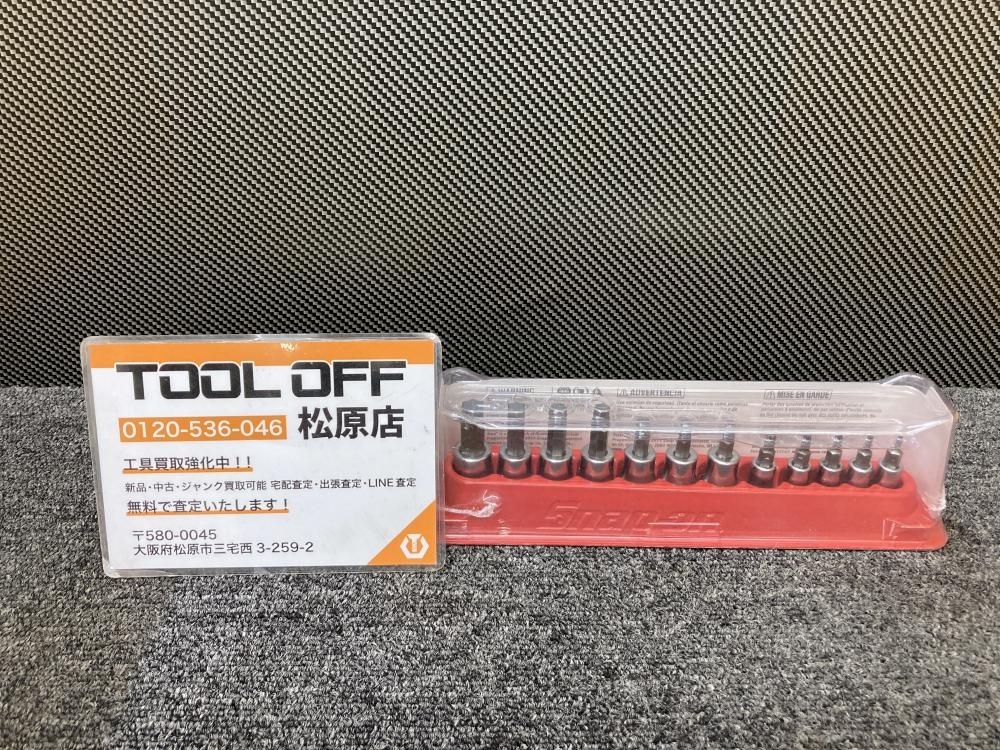 TOOL OFF
0120-536-046 松原店
工具買取強化中!!
新品・中古・ジャンク買取可能 宅配査定・出張査定・LINE査定
無料で査定いたします!
〒580-0045
大阪府松原市三宅西 3-259-2
WARNING
ADVERTENCIA
MISE EN GARDE
Snap-on